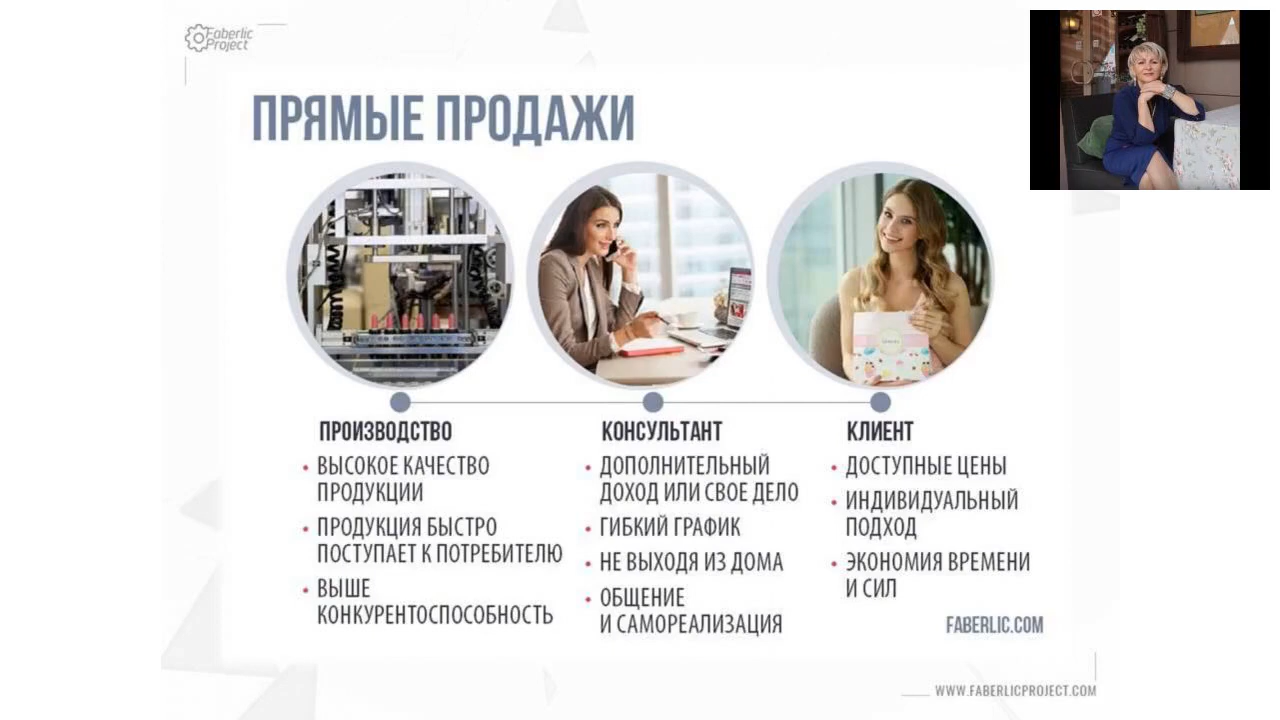 Faberlic
Project
ПРЯМЫЕ ПРОДАЖИ
ПРОИЗВОДСТВО
• ВЫСОКОЕ КАЧЕСТВО
ПРОДУКЦИИ
• ПРОДУКЦИЯ БЫСТРО
ПОСТУПАЕТ К ПОТРЕБИТЕЛЮ
• ВЫШЕ
КОНКУРЕНТОСПОСОБНОСТЬ
КОНСУЛЬТАНТ
• ДОПОЛНИТЕЛЬНЫЙ
ДОХОД ИЛИ СВОЕ ДЕЛО
• ГИБКИЙ ГРАФИК
• НЕ ВЫХОДЯ ИЗ ДОМА
• ОБЩЕНИЕ
И САМОРЕАЛИЗАЦИЯ
КЛИЕНТ
• ДОСТУПНЫЕ ЦЕНЫ
• ИНДИВИДУАЛЬНЫЙ
ПОДХОД
• ЭКОНОМИЯ ВРЕМЕНИ
И СИЛ
FABERLIC.COM
WWW.FABERLICPROJECT.COM